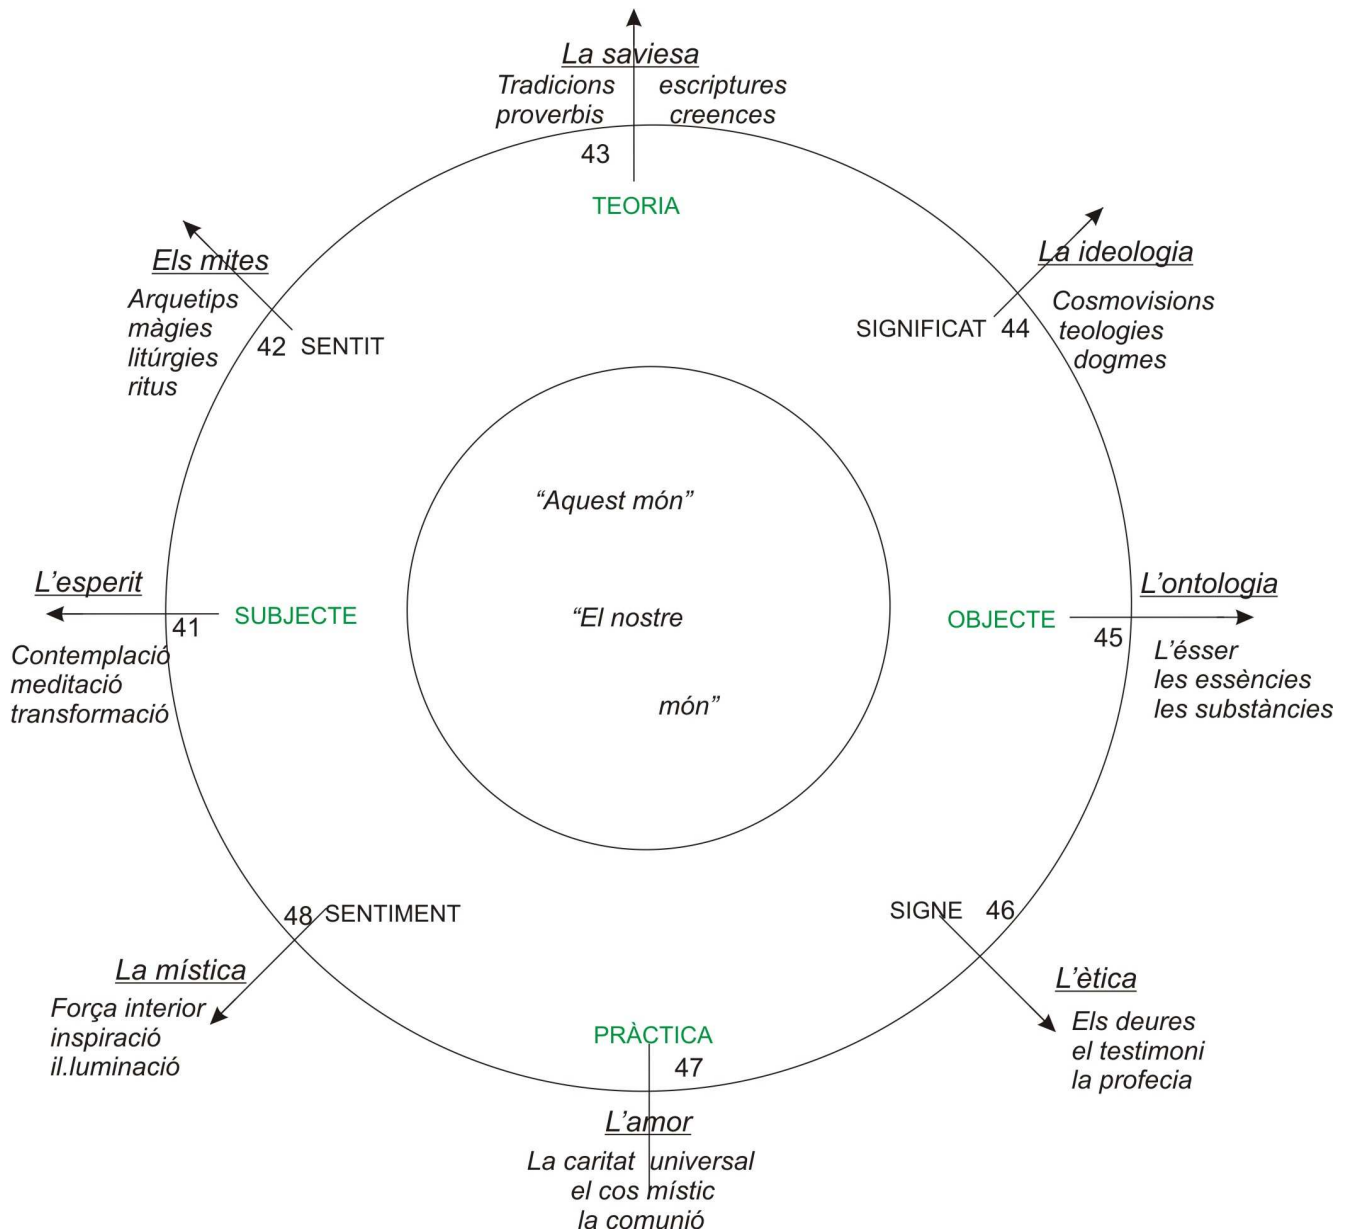 La saviesa
Tradicions escriptures
proverbis creences
43
TEORIA
Els mites
Arquetips
màgies
litúrgies
ritus
42 SENTIT
La ideologia
Cosmovisions
teologies
dogmes
SIGNIFICAT 44
“Aquest món”
“El nostre
món”
L’esperit
41
SUBJECTE
Contemplació
meditació
transformació
L’ontologia
OBJECTE
45
L’ésser
les essències
les substàncies
48 SENTIMENT
La mística
Força interior
inspiració
il.luminació
SIGNE 46
L’ètica
Els deures
el testimoni
la profecia
PRÀCTICA
47
L’amor
La caritat universal
el cos místic
la comunió